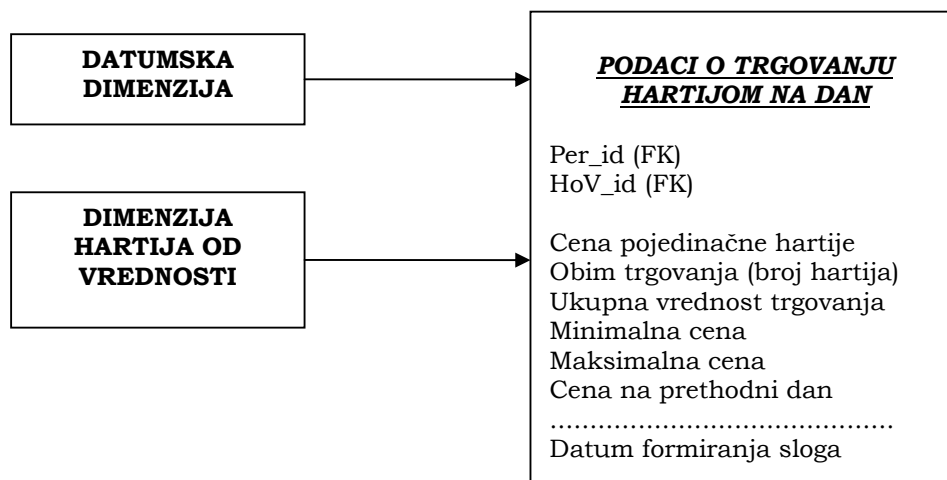 DATUMSKA
DIMENZIJA
DIMENZIJA
HARTIJA OD
VREDNOSTI
PODACI O TRGOVANJU
HARTIJOM NA DAN
Per_id (FK)
HoV_id (FK)
Cena pojedinačne hartije
Obim trgovanja (broj hartija)
Ukupna vrednost trgovanja
Minimalna cena
Maksimalna cena
Cena na prethodni dan
...........................................
Datum formiranja sloga